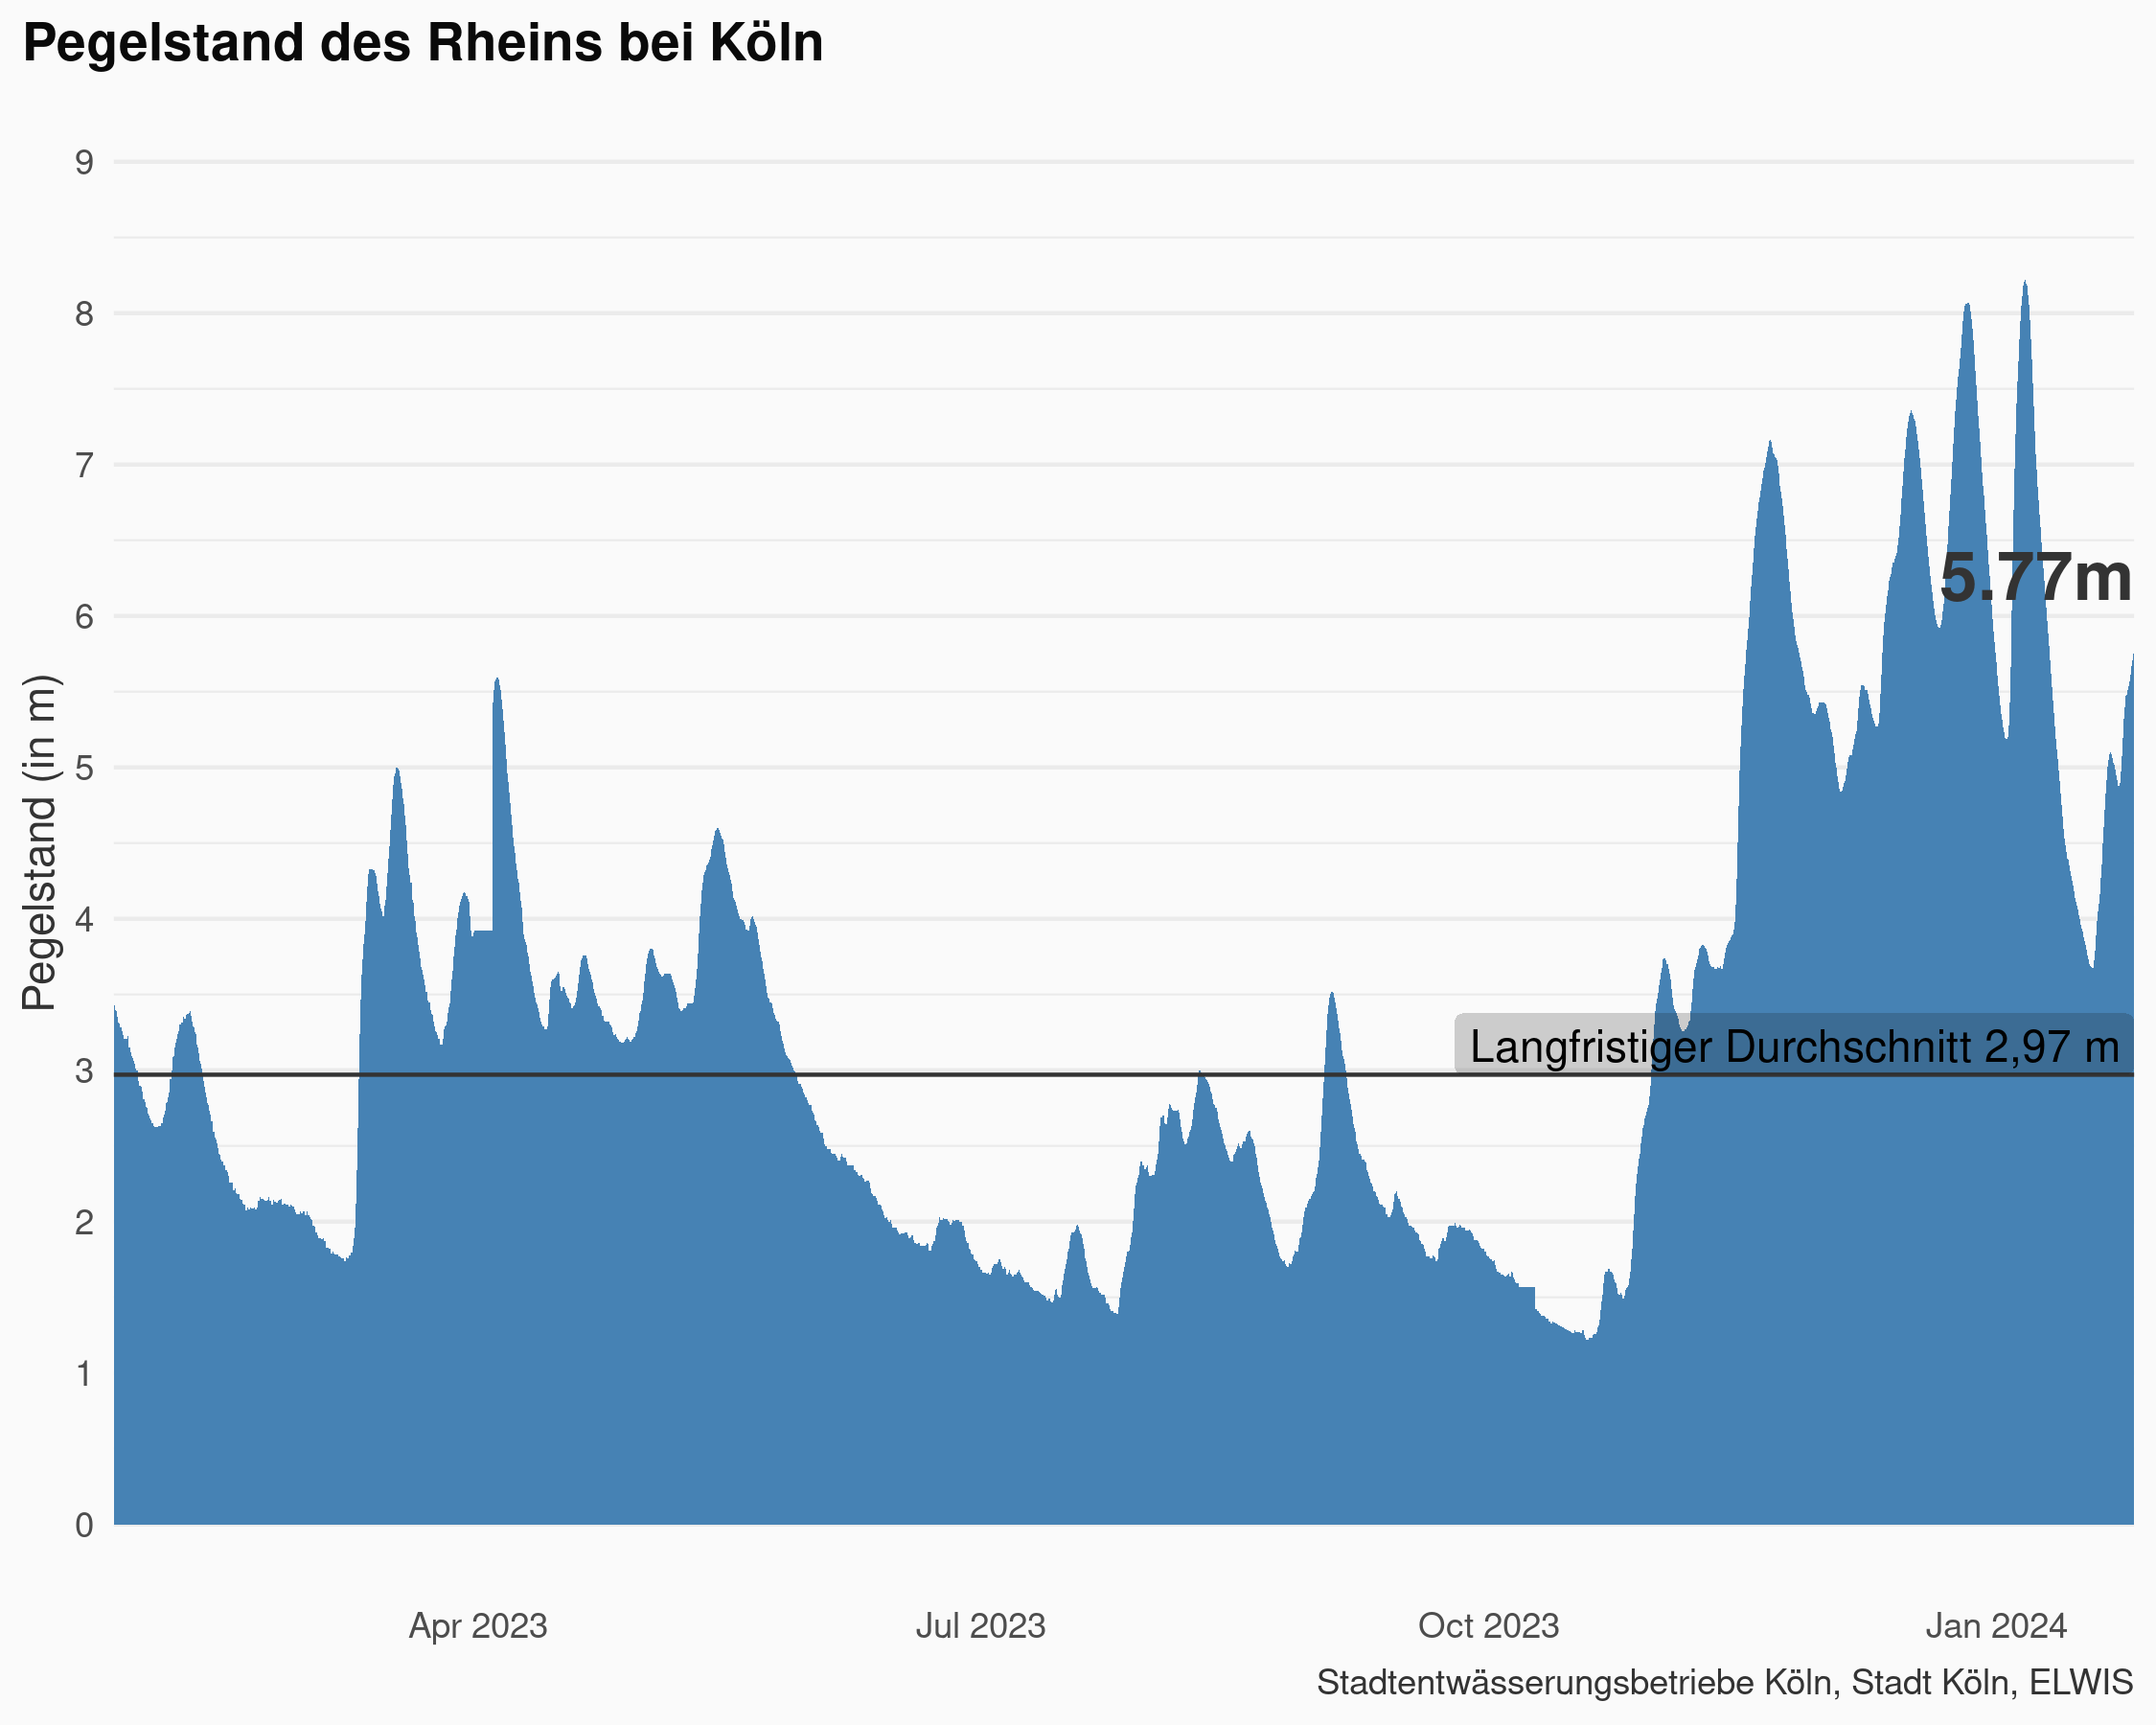 Pegelstand des Rheins bei Köln
9
8
7
6
5
4
3
2
1
0
Pegelstand (in m)
5.77m
Langfristiger Durchschnitt 2,97 m
Apr 2023
Jul 2023
Oct 2023
Jan 2024
Stadtentwässerungsbetriebe Köln, Stadt Köln, ELWIS